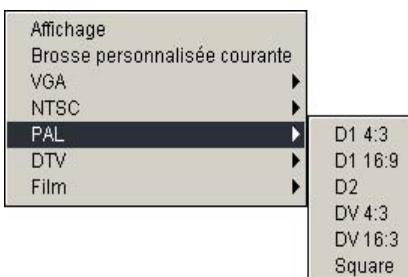 Affichage
Brosse personnalisée courante
VGA
NTSC
PAL
DTV
Film
D1 4:3
D1 16:9
D2
DV 4:3
DV 16:3
Square